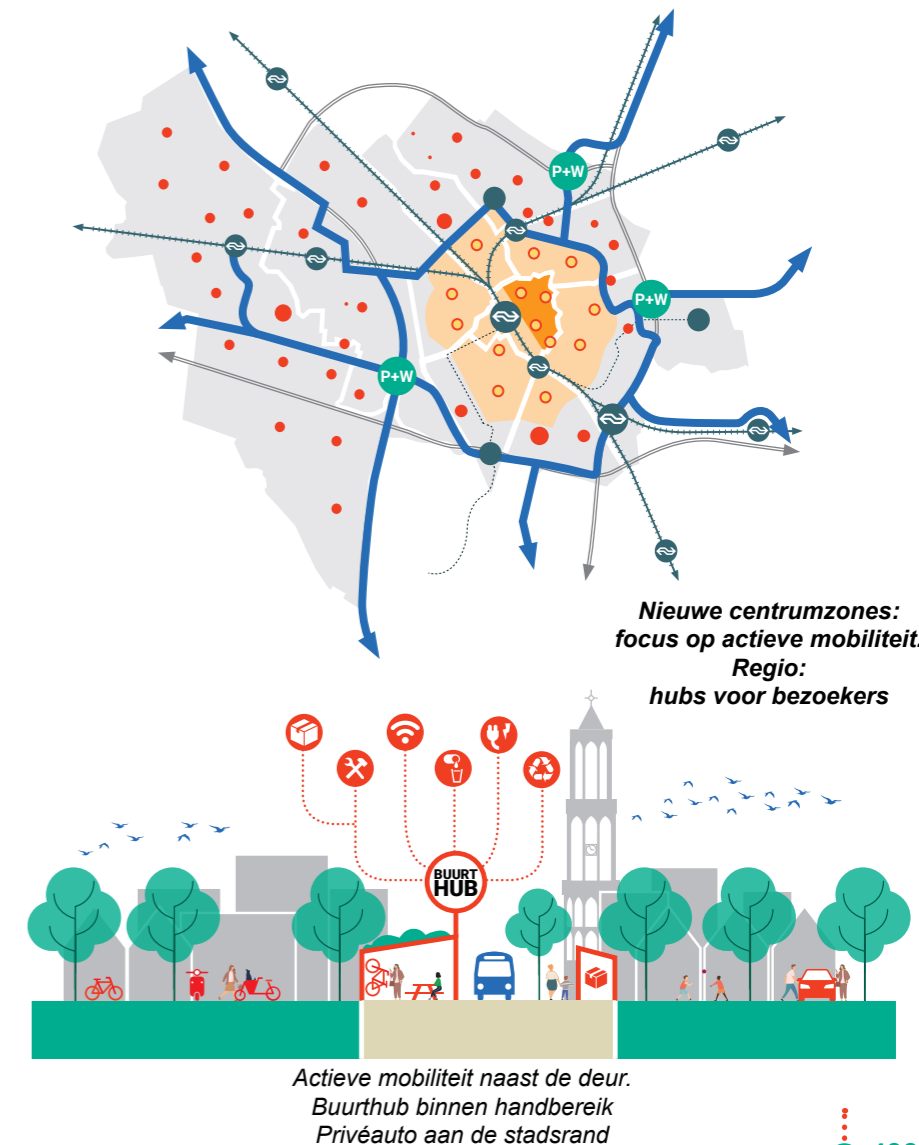 P+W
P+W
P+W
Nieuwe centrumzones:
focus op actieve mobiliteit.
Regio:
hubs voor bezoekers
BUURT
HUB
Actieve mobiliteit naast de deur.
Buurthub binnen handbereik
Privéauto aan de stadsrand